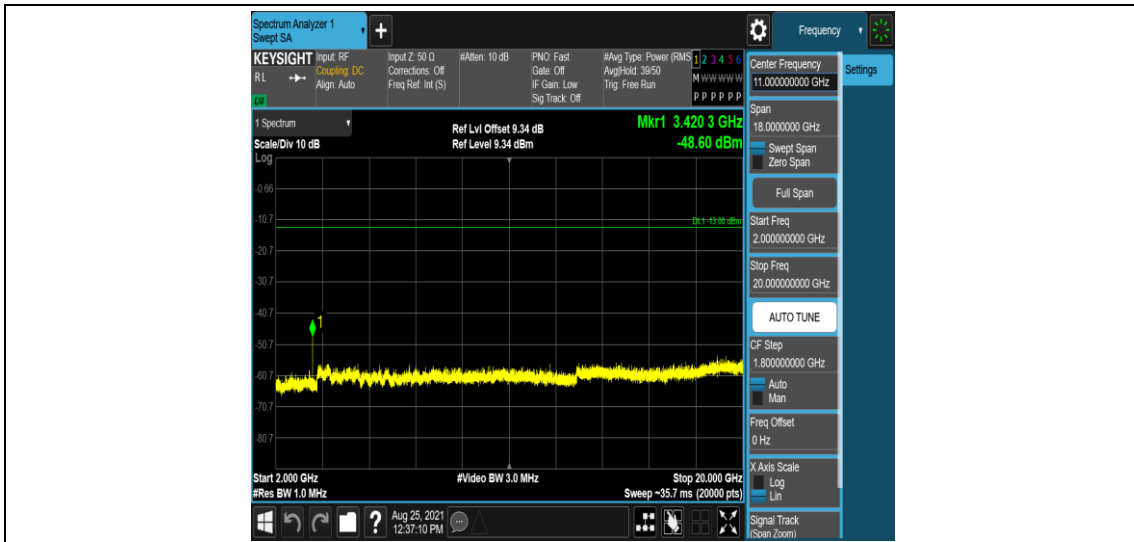 Spectrum Analyzer 1
Swept SA
+
Frequency
KEYSIGHT
RL
Input: RF
Coupling: DC
Align: Auto
Input Z: 50 Ω
Corrections: Off
Freq Ref: Int (S)
#Atten: 10 dB
PNO: Fast
Gate: Off
IF Gain: Low
Sig Track: Off
#Avg Type: Power (RMS
Avg|Hold: 39/50
Trig: Free Run
1 2 3 4 5 6
M W W W W W
P P P P P P
1 Spectrum
Scale/Div 10 dB
Log
Ref Lvl Offset 9.34 dB
Ref Level 9.34 dBm
Mkr1 3.420 3 GHz
-48.60 dBm
-0.66
-10.7
DL1 -13.00 dBm
-20.7
-30.7
-40.7
1
-50.7
-60.7
-70.7
-80.7
Start 2.000 GHz
#Video BW 3.0 MHz
Stop 20.000 GHz
#Res BW 1.0 MHz
Sweep ~35.7 ms (20000 pts)
Center Frequency
11.000000000 GHz
Settings
Span
18.0000000 GHz
Swept Span
Zero Span
Full Span
Start Freq
2.000000000 GHz
Stop Freq
20.000000000 GHz
AUTO TUNE
CF Step
1.800000000 GHz
Auto
Man
Freq Offset
0 Hz
X Axis Scale
Log
Lin
Signal Track
(Span Zoom)
?
Aug 25, 2021
12:37:10 PM